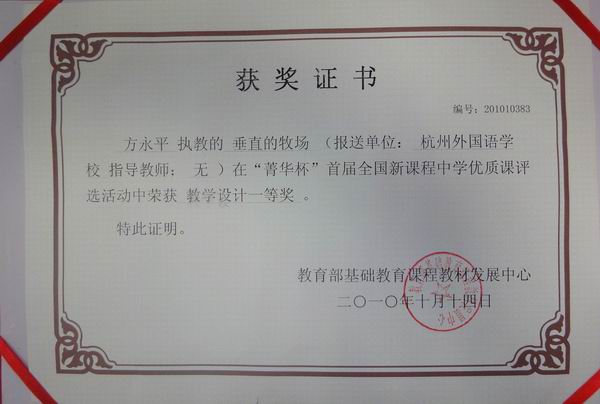 获奖证书
编号：201010383
方永平 执教的 垂直的牧场 （报送单位： 杭州外国语学
校 指导教师： 无 ）在“菁华杯”首届全国新课程中学优质课评
选活动中荣获 教学设计一等奖 。
特此证明。
教育部基础教育课程教材发展中心
二〇一〇年十月十四日